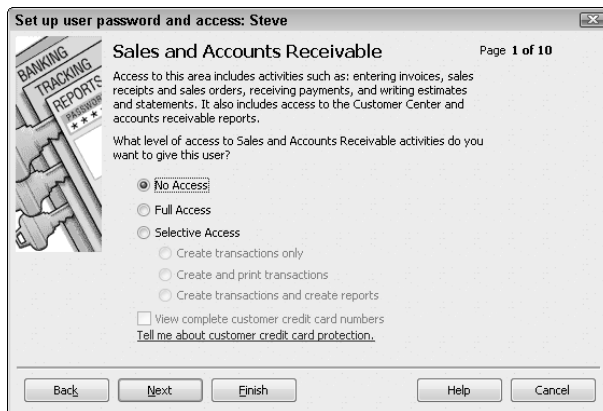 Set up user password and access: Steve
BANKING
TRACKING
REPORTS
PASSWORD
****
Sales and Accounts Receivable
Page 1 of 10
Access to this area includes activities such as: entering invoices, sales
receipts and sales orders, receiving payments, and writing estimates
and statements. It also includes access to the Customer Center and
accounts receivable reports.
What level of access to Sales and Accounts Receivable activities do you
want to give this user?
No Access
Full Access
Selective Access
Create transactions only
Create and print transactions
Create transactions and create reports
View complete customer credit card numbers
Tell me about customer credit card protection.
Back
Next
Finish
Help
Cancel